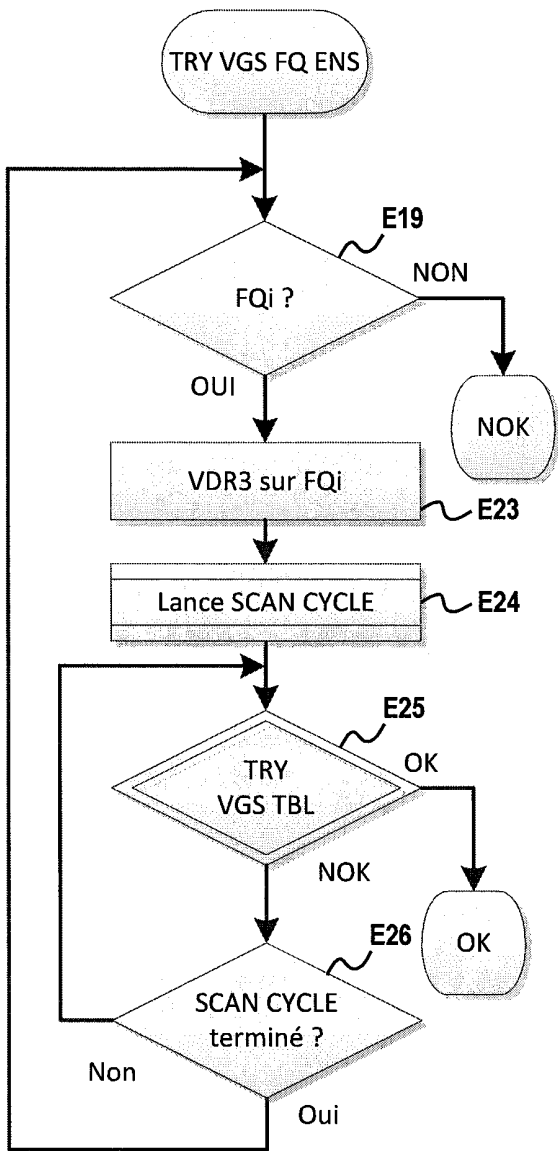 TRY VGS FQ ENS
E19
FQi ?
NON
OUI
NOK
VDR3 sur FQi
E23
Lance SCAN CYCLE
E24
E25
OK
TRY
VGS TBL
NOK
E26
OK
SCAN CYCLE
terminé ?
Non
Oui